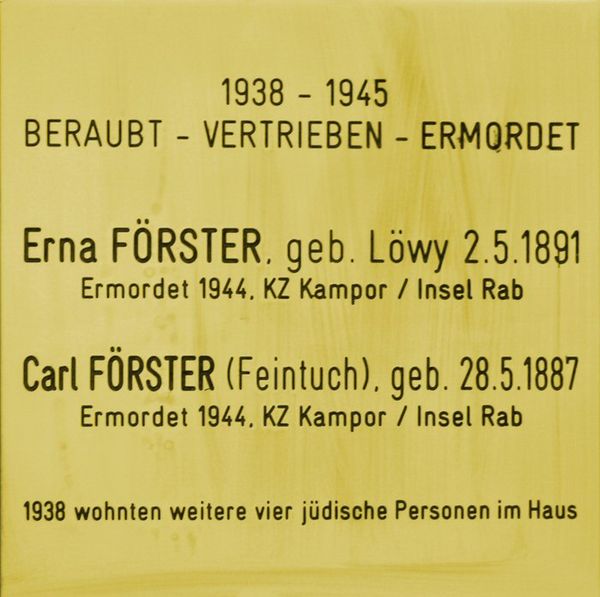 1938 - 1945
BERAUBT - VERTRIEBEN - ERMORDET
Erna FÖRSTER, geb. Löwy 2.5.1891
Ermordet 1944, KZ Kampor / Insel Rab
Carl FÖRSTER (Feintuch), geb. 28.5.1887
Ermordet 1944, KZ Kampor / Insel Rab
1938 wohnten weitere vier jüdische Personen im Haus